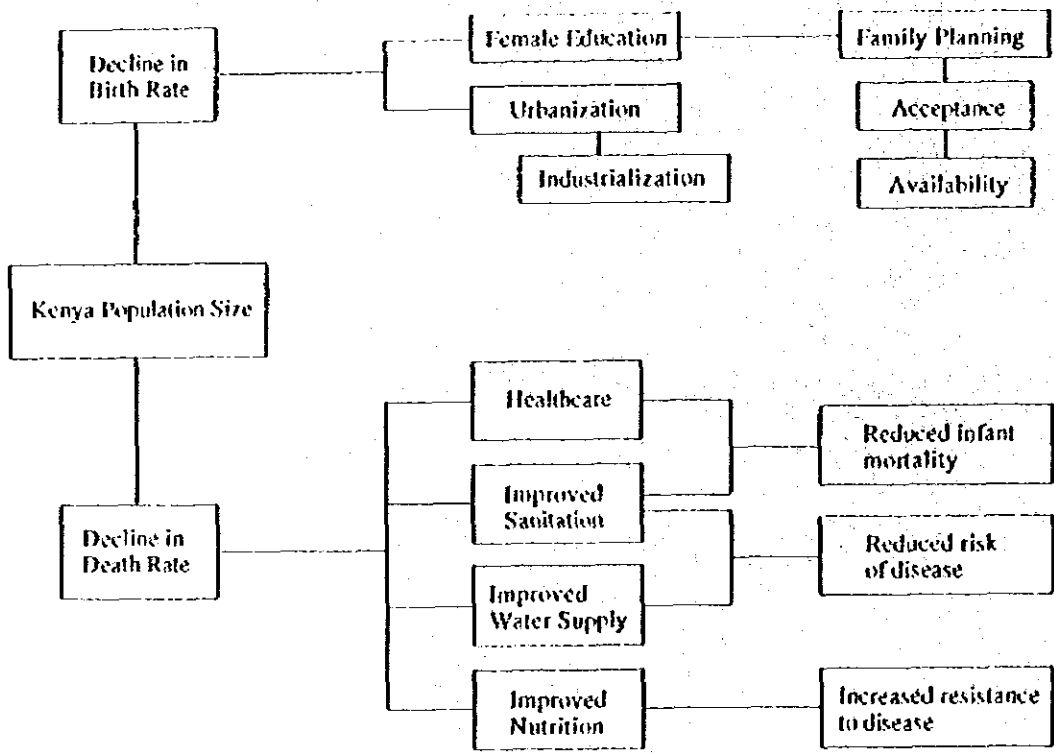 Decline in
Birth Rate
Female Education
Family Planning
Urbanization
Acceptance
Industrialization
Availability
Kenya Population Size
Decline in
Death Rate
Healthcare
Reduced infant
mortality
Improved
Sanitation
Reduced risk
of disease
Improved
Water Supply
Improved
Nutrition
Increased resistance
to disease